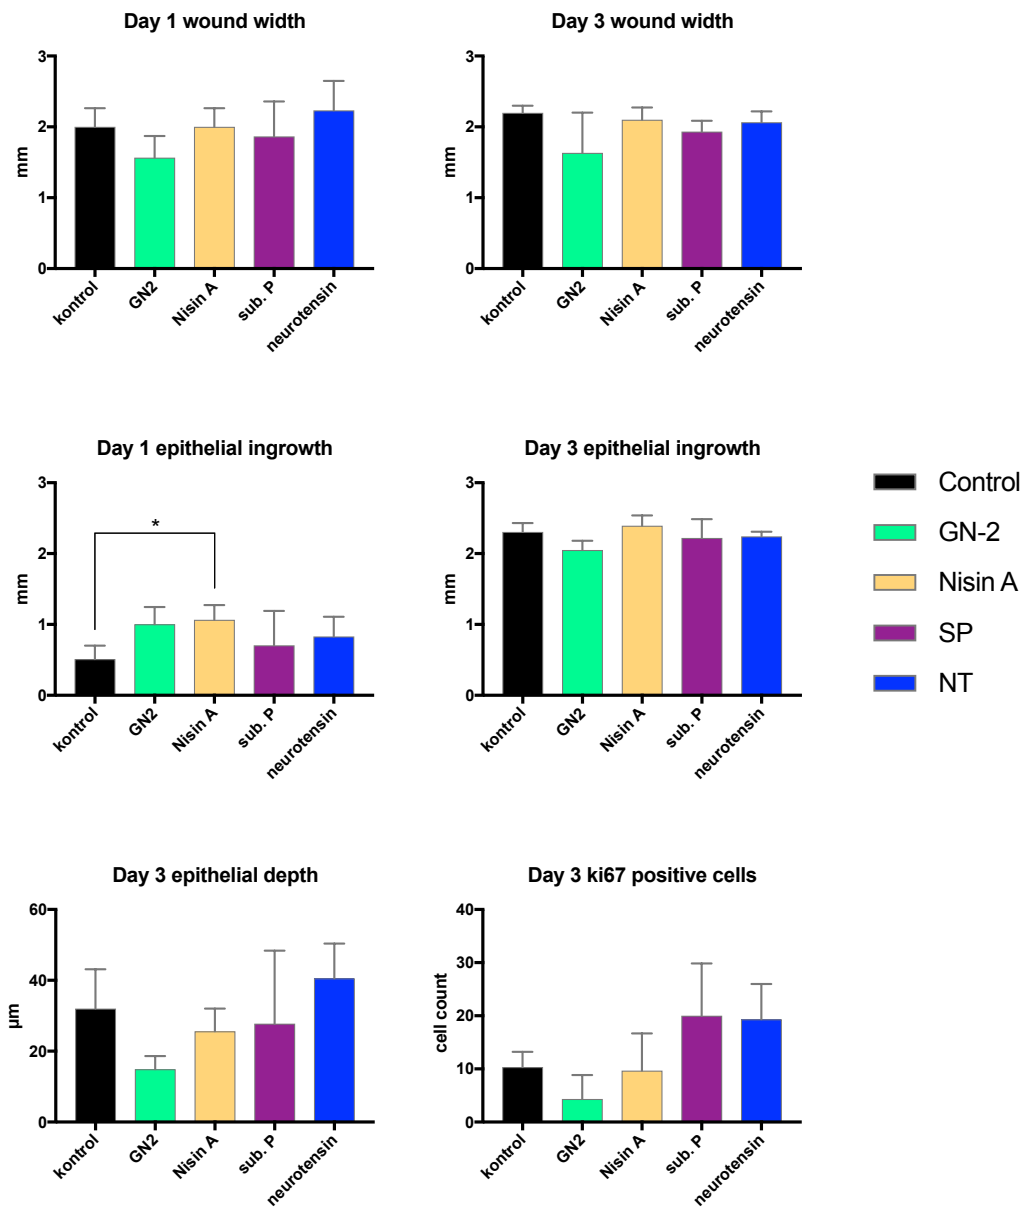 Day 1 wound width
3
2
1
0
mm
kontrol
GN2
Nisin A
sub. P
neurotensin
Day 3 wound width
3
2
1
0
mm
kontrol
GN2
Nisin A
sub. P
neurotensin
Day 1 epithelial ingrowth
3
2
1
0
mm
*
kontrol
GN2
Nisin A
sub. P
neurotensin
Day 3 epithelial ingrowth
3
2
1
0
mm
kontrol
GN2
Nisin A
sub. P
neurotensin
Control
GN-2
Nisin A
SP
NT
Day 3 epithelial depth
60
40
20
0
µm
kontrol
GN2
Nisin A
sub. P
neurotensin
Day 3 ki67 positive cells
40
30
20
10
0
cell count
kontrol
GN2
Nisin A
sub. P
neurotensin